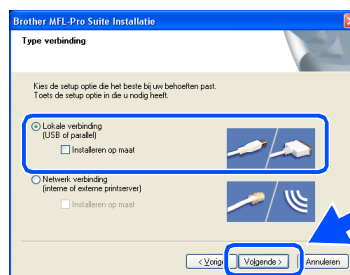 Brother MFL-Pro Suite Installatie
Type verbinding
Kies de setup optie die het beste bij uw behoeften past.
Toets de setup optie in die u nodig heeft.
Lokale verbinding
(USB of parallel)
Installeren op maat
Netwerk verbinding
(interne of externe printserver)
Installeren op maat
< Vorige
Volgende >
Annuleren